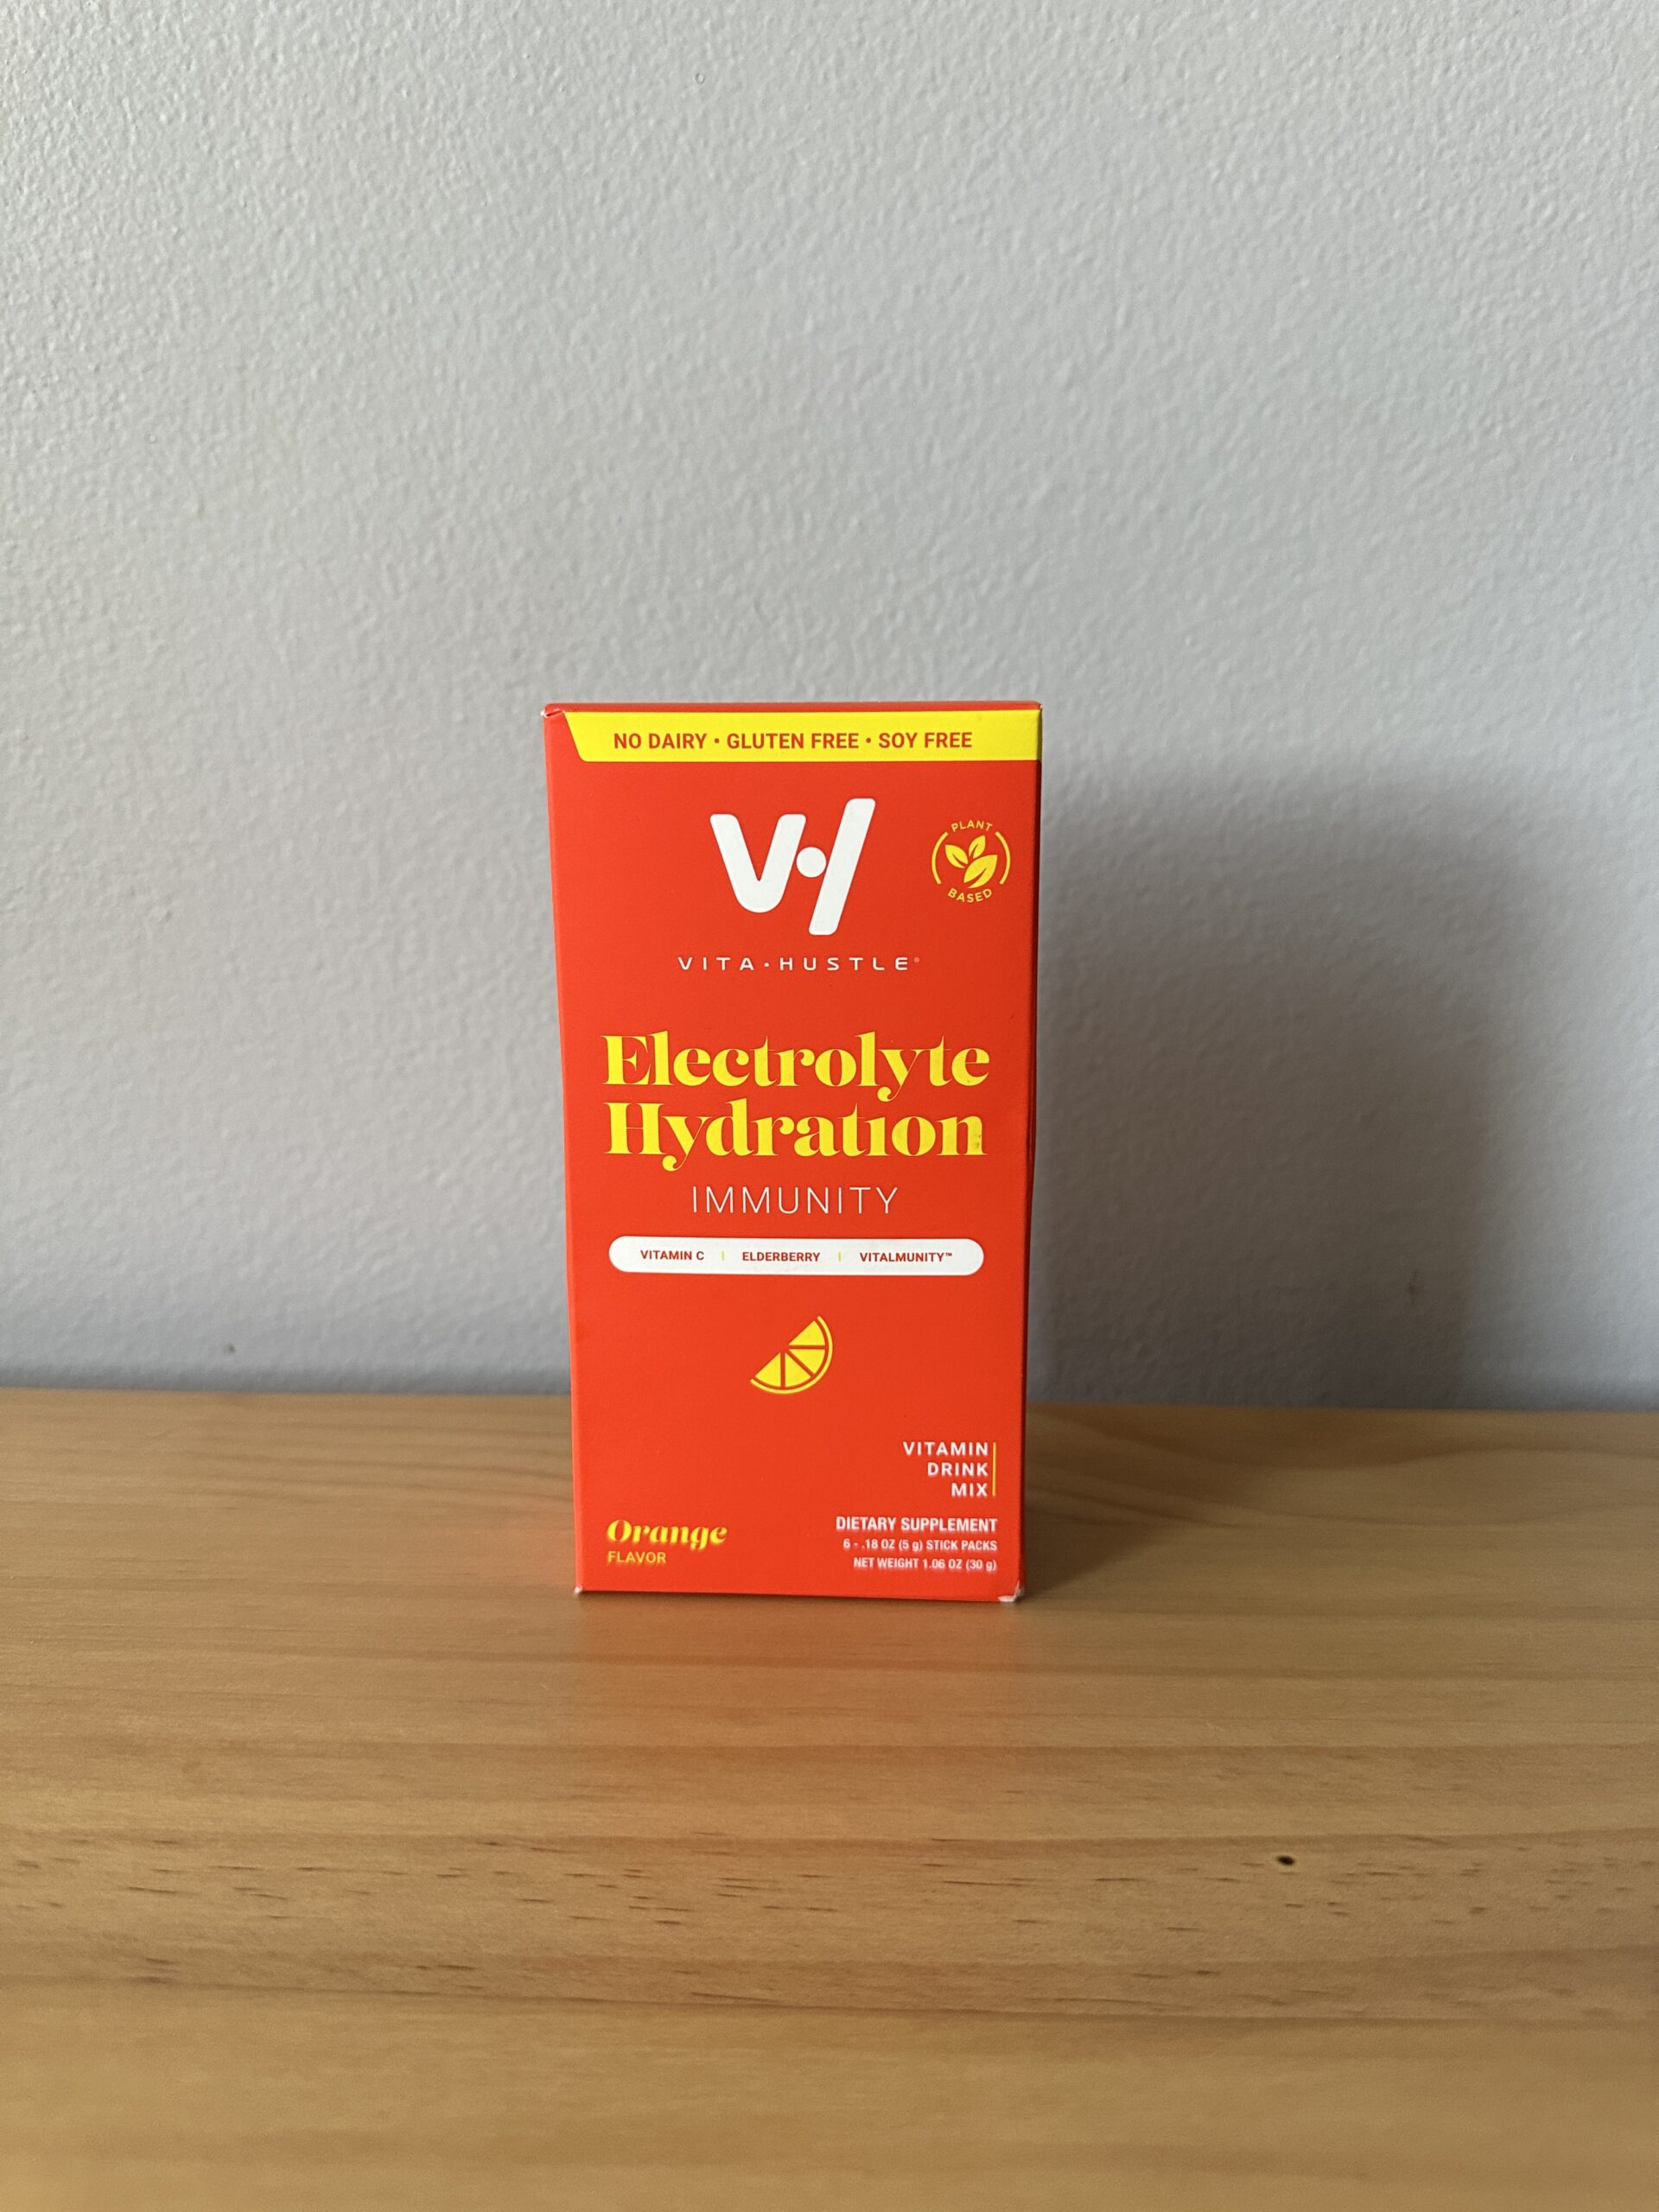 NO DAIRY • GLUTEN FREE • SOY FREE
VH
PLANT
BASED
VITA•HUSTLE®
Electrolyte
Hydration
IMMUNITY
VITAMIN C | ELDERBERRY | VITALMUNITY™
VITAMIN
DRINK
MIX
Orange
FLAVOR
DIETARY SUPPLEMENT
6 - .18 OZ (5 g) STICK PACKS
NET WEIGHT 1.06 OZ (30 g)